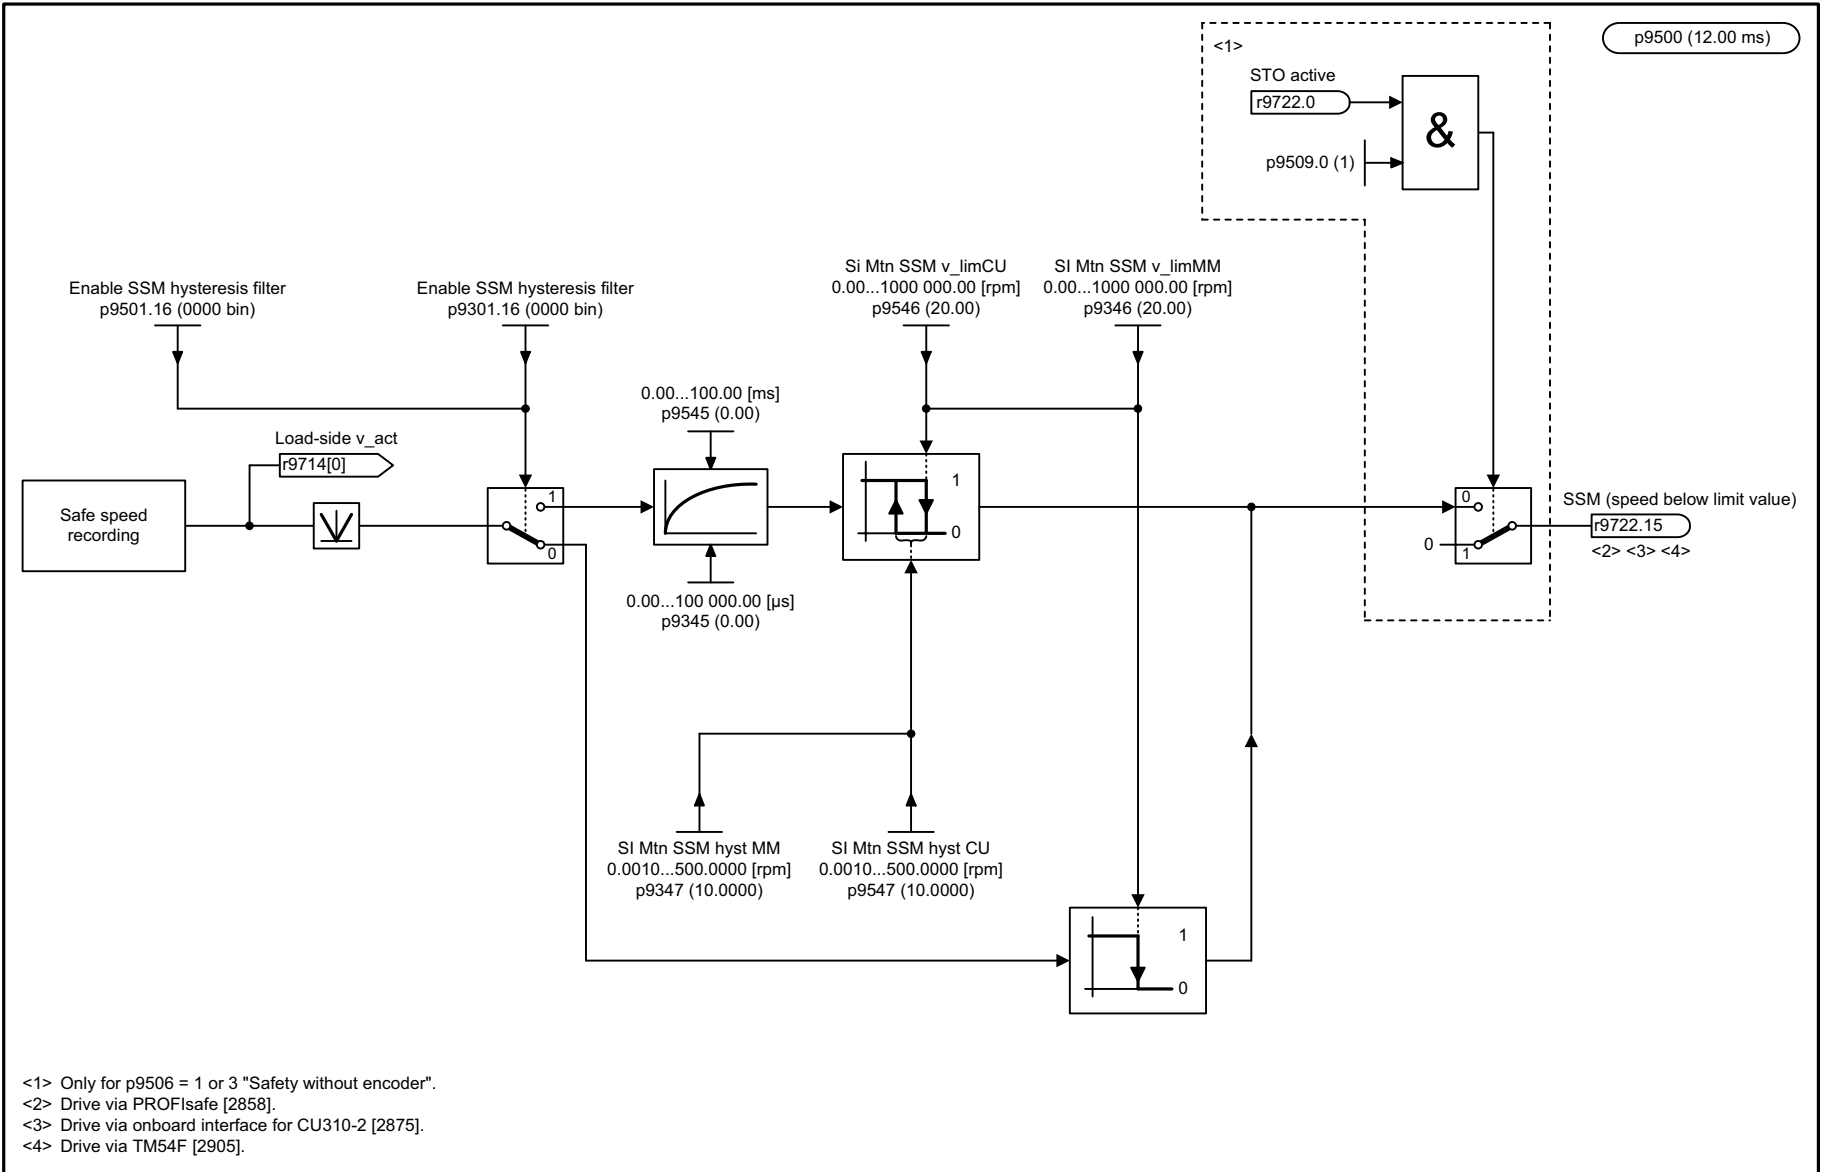 <1>
p9500 (12.00 ms)
STO active
r9722.0
&
p9509.0 (1)
Enable SSM hysteresis filter
p9501.16 (0000 bin)
Enable SSM hysteresis filter
p9301.16 (0000 bin)
Si Mtn SSM v_limCU
0.00...1000 000.00 [rpm]
p9546 (20.00)
SI Mtn SSM v_limMM
0.00...1000 000.00 [rpm]
p9346 (20.00)
0.00...100.00 [ms]
p9545 (0.00)
Load-side v_act
r9714[0]
Safe speed
recording
1
0
1
0
0
0
1
SSM (speed below limit value)
r9722.15
<2> <3> <4>
0.00...100 000.00 [µs]
p9345 (0.00)
SI Mtn SSM hyst MM
0.0010...500.0000 [rpm]
p9347 (10.0000)
SI Mtn SSM hyst CU
0.0010...500.0000 [rpm]
p9547 (10.0000)
1
0
<1> Only for p9506 = 1 or 3 "Safety without encoder".
<2> Drive via PROFIsafe [2858].
<3> Drive via onboard interface for CU310-2 [2875].
<4> Drive via TM54F [2905].